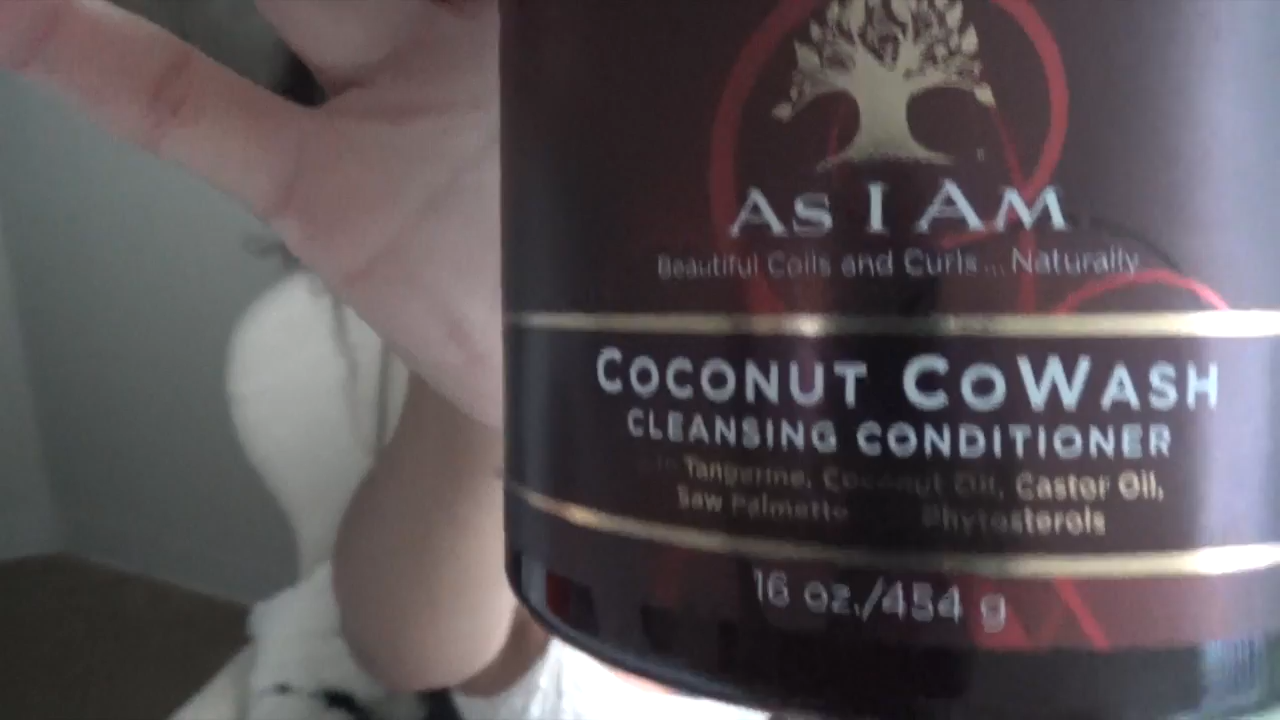 AS I AM
Beautiful Coils and Curls... Naturally
COCONUT COWASH
CLEANSING CONDITIONER
Tangerine, Coconut Oil, Castor Oil,
Saw Palmetto Phytosterols
16 oz./454 g